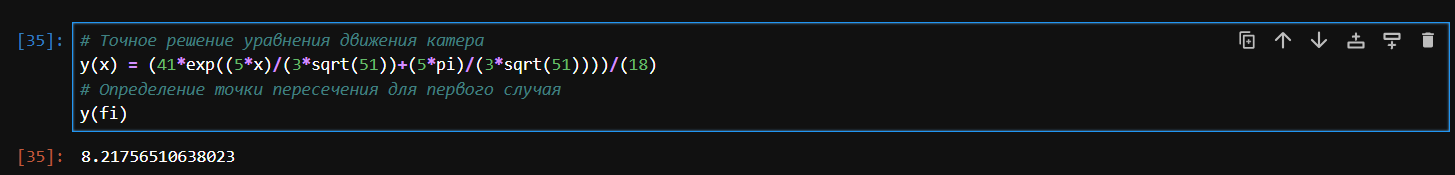 [35]: # Точное решение уравнения движения катера
y(x) = (41*exp((5*x)/(3*sqrt(51))+(5*pi)/(3*sqrt(51))))/(18)
# Определение точки пересечения для первого случая
y(fi)
[35]: 8.21756510638023